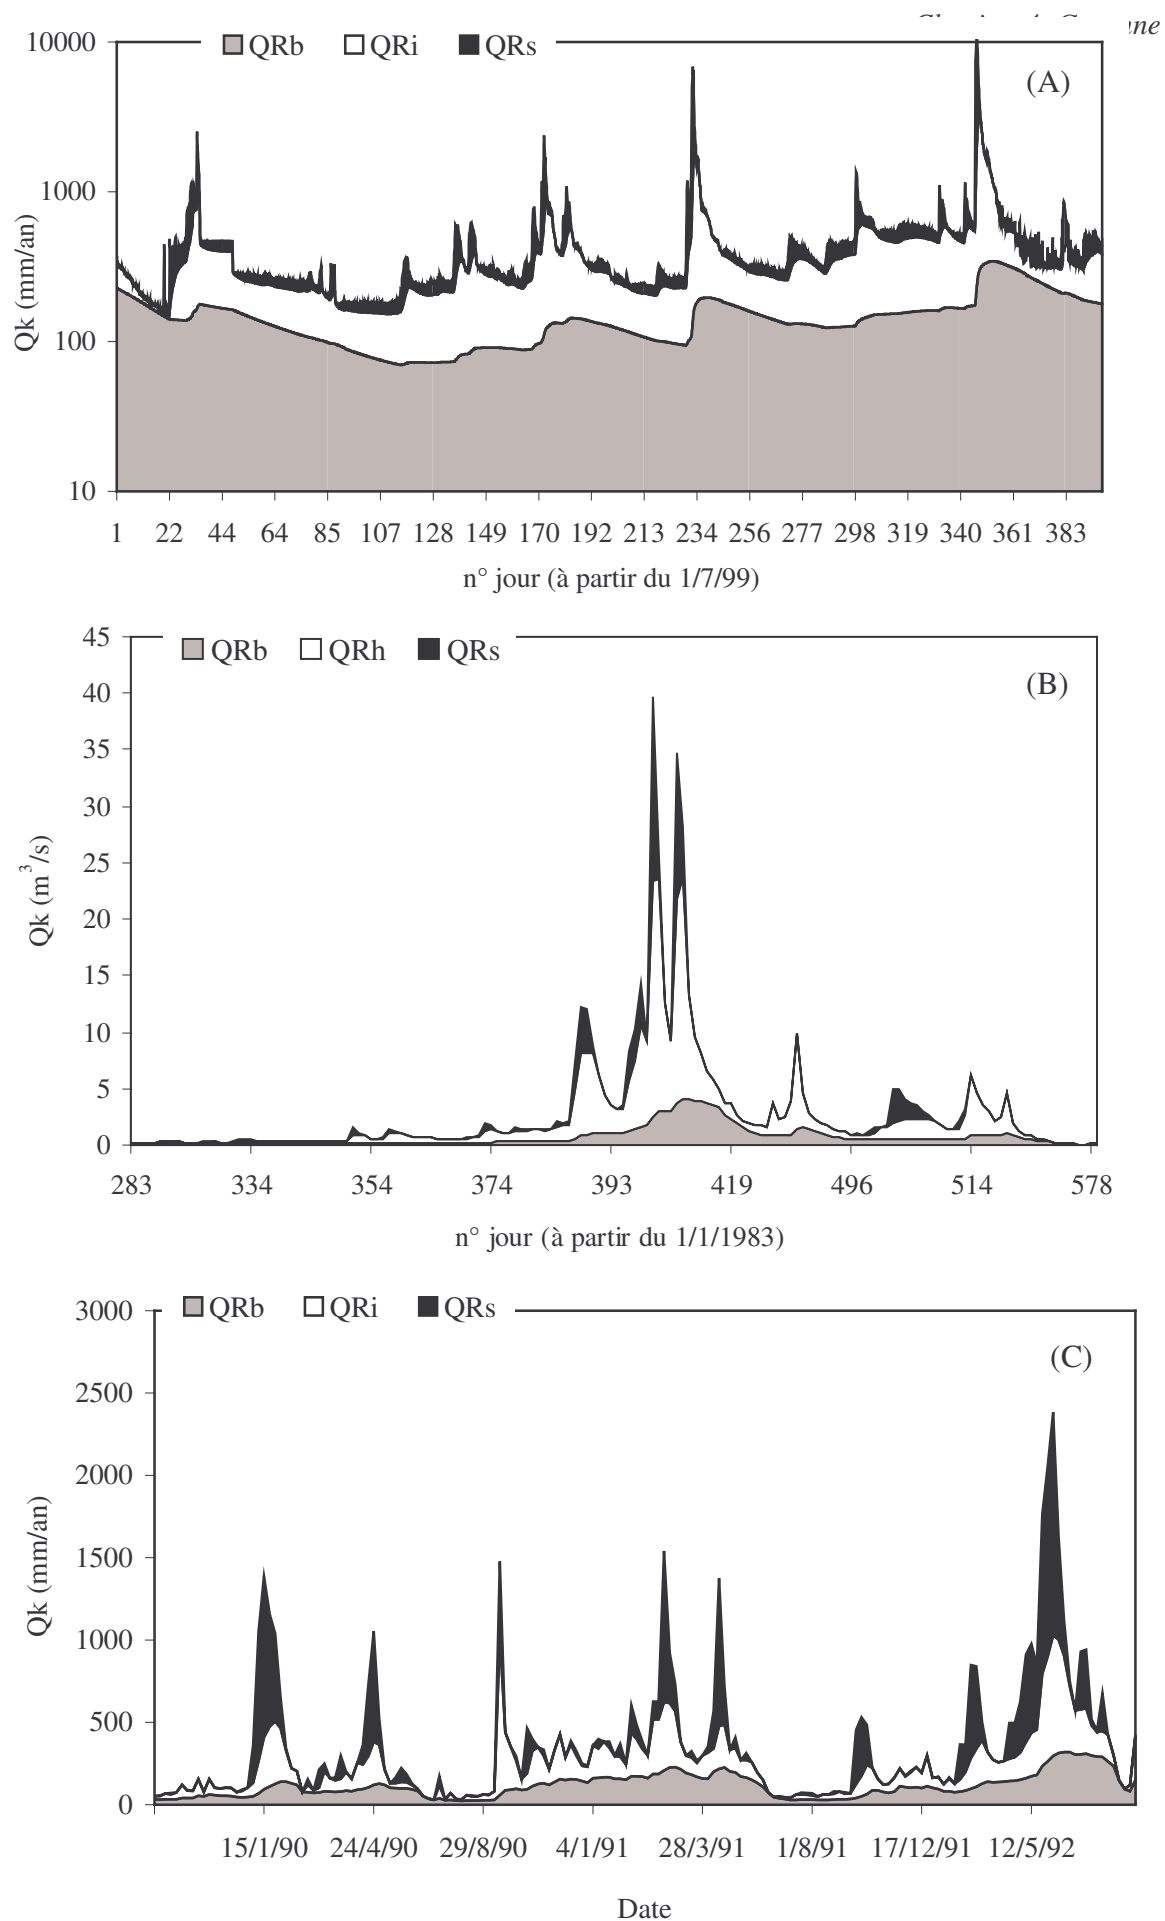 QRb QRi QRs
(A)
10000
1000
100
10
Qk (mm/an)
1 22 44 64 85 107 128 149 170 192 213 234 256 277 298 319 340 361 383
n° jour (à partir du 1/7/99)
QRb QRh QRs
(B)
45
40
35
30
25
20
15
10
5
0
Qk (m³/s)
283 334 354 374 393 419 496 514 578
n° jour (à partir du 1/1/1983)
QRb QRi QRs
(C)
3000
2500
2000
1500
1000
500
0
Qk (mm/an)
15/1/90 24/4/90 29/8/90 4/1/91 28/3/91 1/8/91 17/12/91 12/5/92
Date